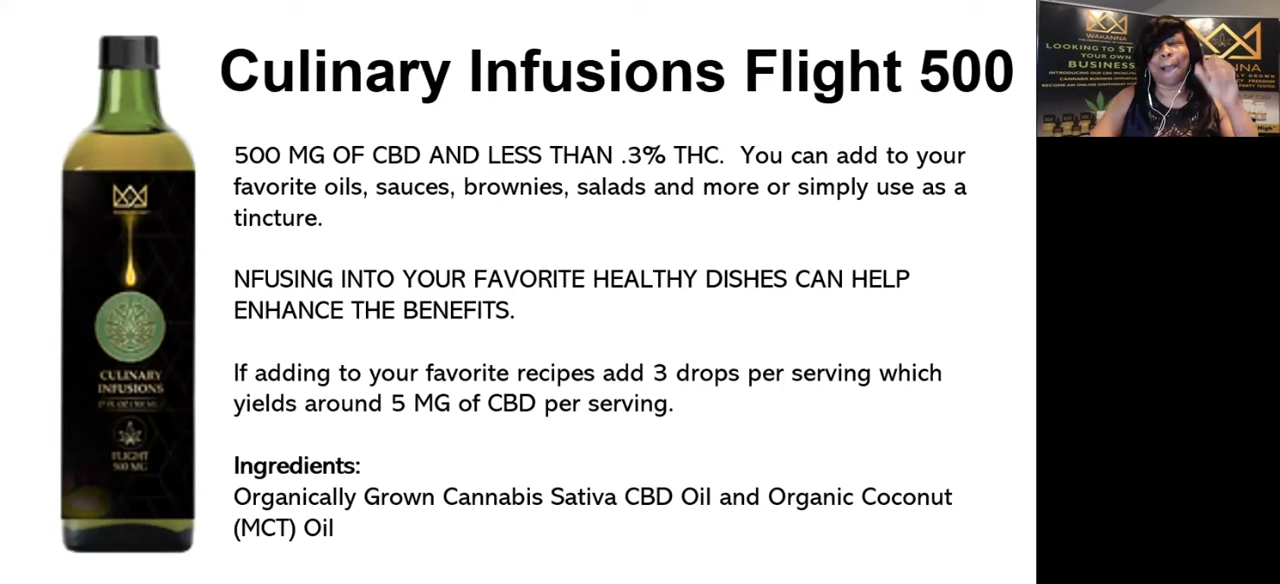 Culinary Infusions Flight 500
500 MG OF CBD AND LESS THAN .3% THC. You can add to your
favorite oils, sauces, brownies, salads and more or simply use as a
tincture.
NFUSING INTO YOUR FAVORITE HEALTHY DISHES CAN HELP
ENHANCE THE BENEFITS.
If adding to your favorite recipes add 3 drops per serving which
yields around 5 MG of CBD per serving.
Ingredients:
Organically Grown Cannabis Sativa CBD Oil and Organic Coconut
(MCT) Oil
CULINARY
INFUSIONS
FLIGHT
500 MG
WAKANNA
LOOKING TO
YOUR OWN
BUSINESS